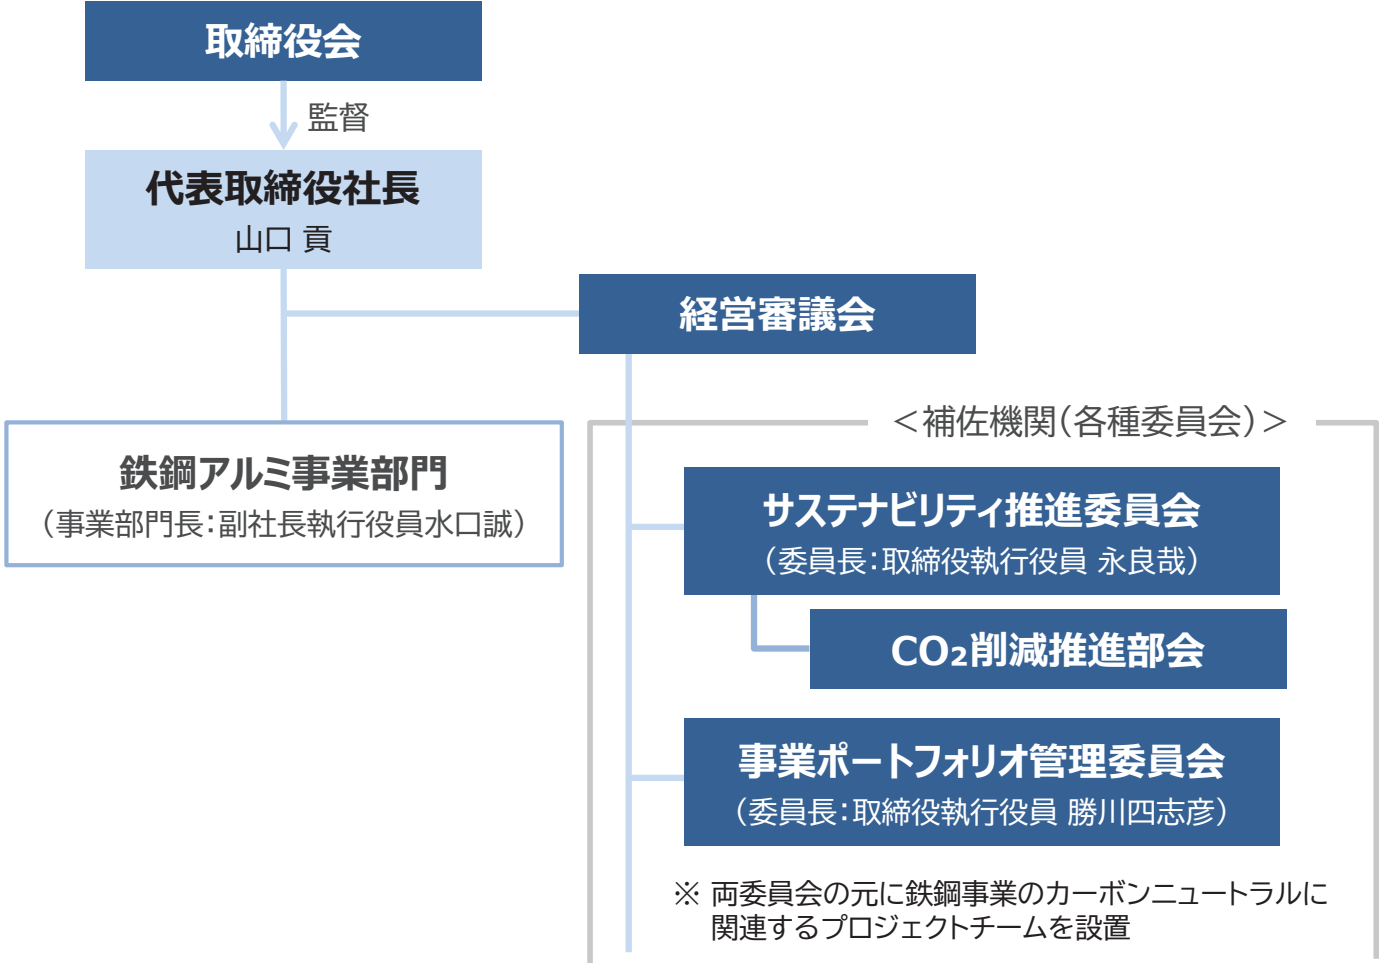 取締役会
監督
代表取締役社長
山口 貢
経営審議会
鉄鋼アルミ事業部門
（事業部門長：副社長執行役員水口誠）
＜補佐機関（各種委員会）＞
サステナビリティ推進委員会
（委員長：取締役執行役員 永良哉）
CO₂削減推進部会
事業ポートフォリオ管理委員会
（委員長：取締役執行役員 勝川四志彦）
※ 両委員会の元に鉄鋼事業のカーボンニュートラルに
関連するプロジェクトチームを設置